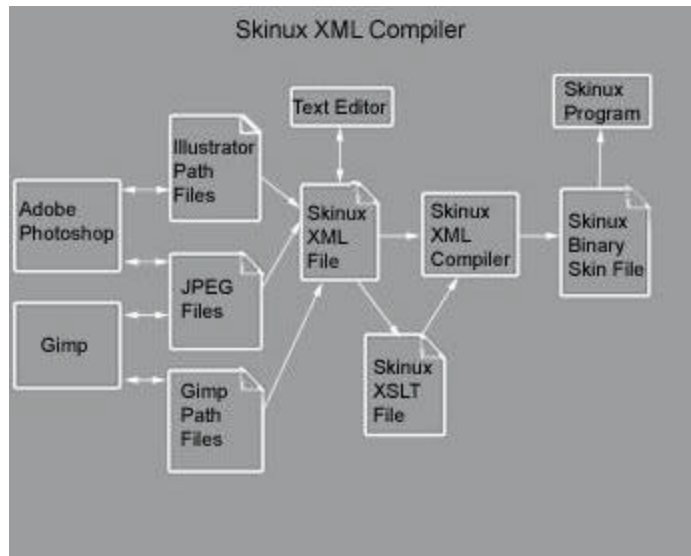 Skinux XML Compiler
Skinux
Program
Text Editor
Illustrator
Path
Files
Adobe
Photoshop
Skinux
XML
File
Skinux
XML
Compiler
Skinux
Binary
Skin File
JPEG
Files
Gimp
Skinux
XSLT
File
Gimp
Path
Files